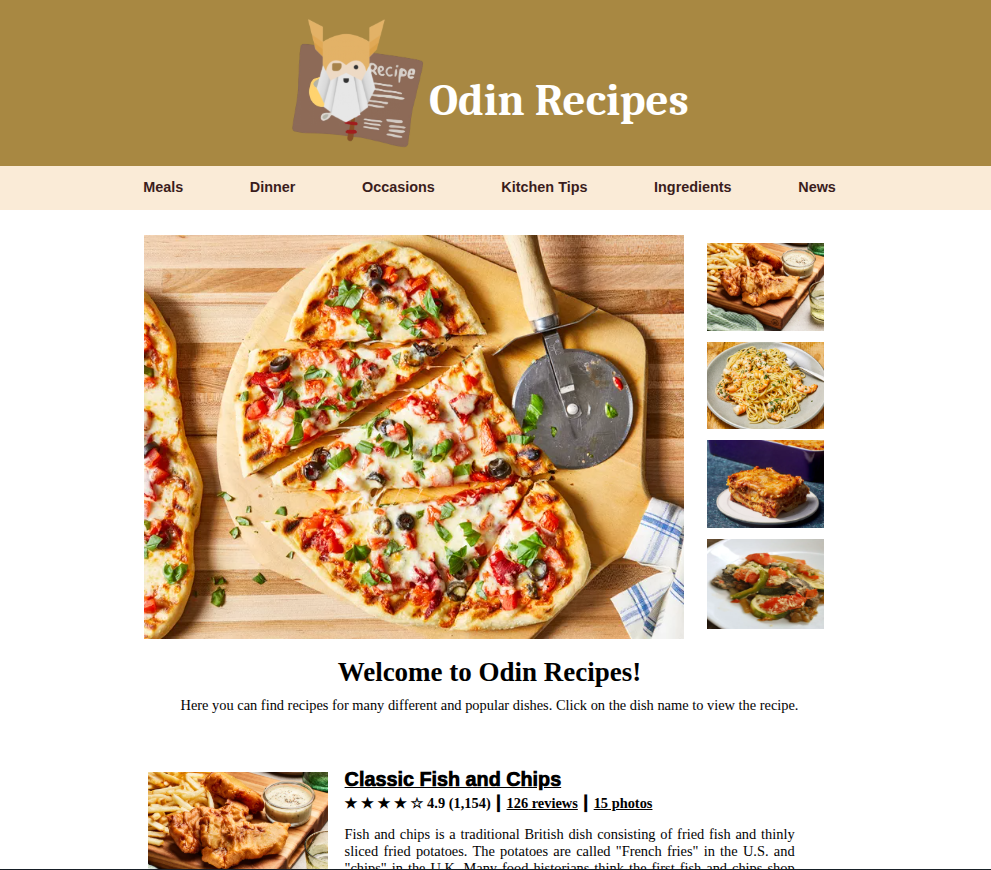 Recipe
Odin Recipes
Meals Dinner Occasions Kitchen Tips Ingredients News
Welcome to Odin Recipes!
Here you can find recipes for many different and popular dishes. Click on the dish name to view the recipe.
Classic Fish and Chips
★ ★ ★ ★ ☆ 4.9 (1,154) | 126 reviews | 15 photos
Fish and chips is a traditional British dish consisting of fried fish and thinly
sliced fried potatoes. The potatoes are called "French fries" in the U.S. and
"chips" in the U.K. Many food historians think the first fish and chips shop